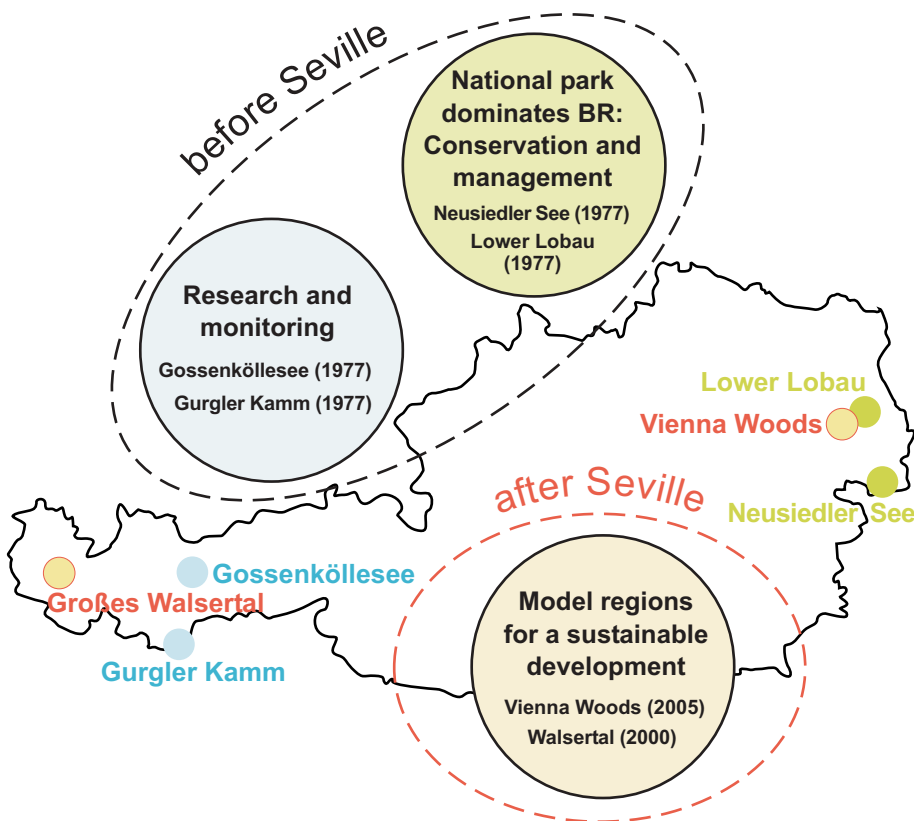 before Seville
National park
dominates BR:
Conservation and
management
Neusiedler See (1977)
Lower Lobau
(1977)
Research and
monitoring
Gossenköllesee (1977)
Gurgler Kamm (1977)
Lower Lobau
Vienna Woods
Neusiedler See
after Seville
Gossenköllesee
Großes Walsertal
Gurgler Kamm
Model regions
for a sustainable
development
Vienna Woods (2005)
Walsertal (2000)